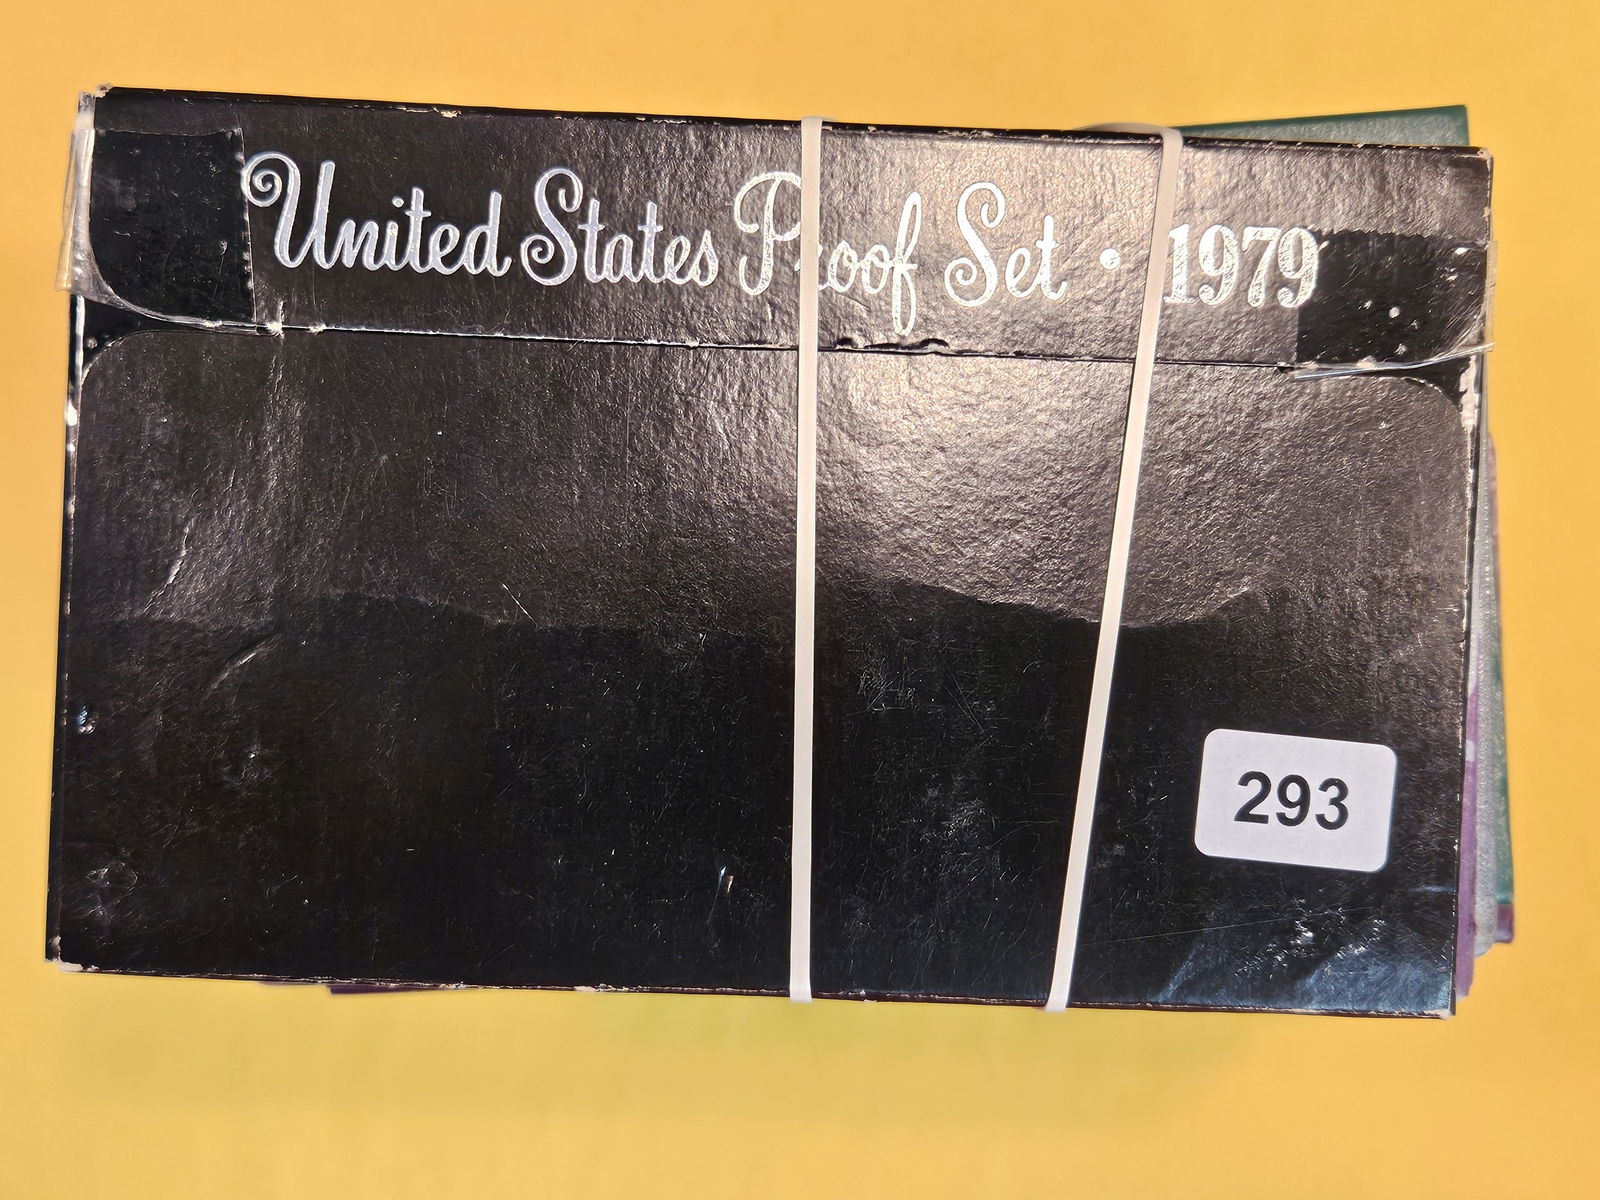 United States Proof Set • 1979
293